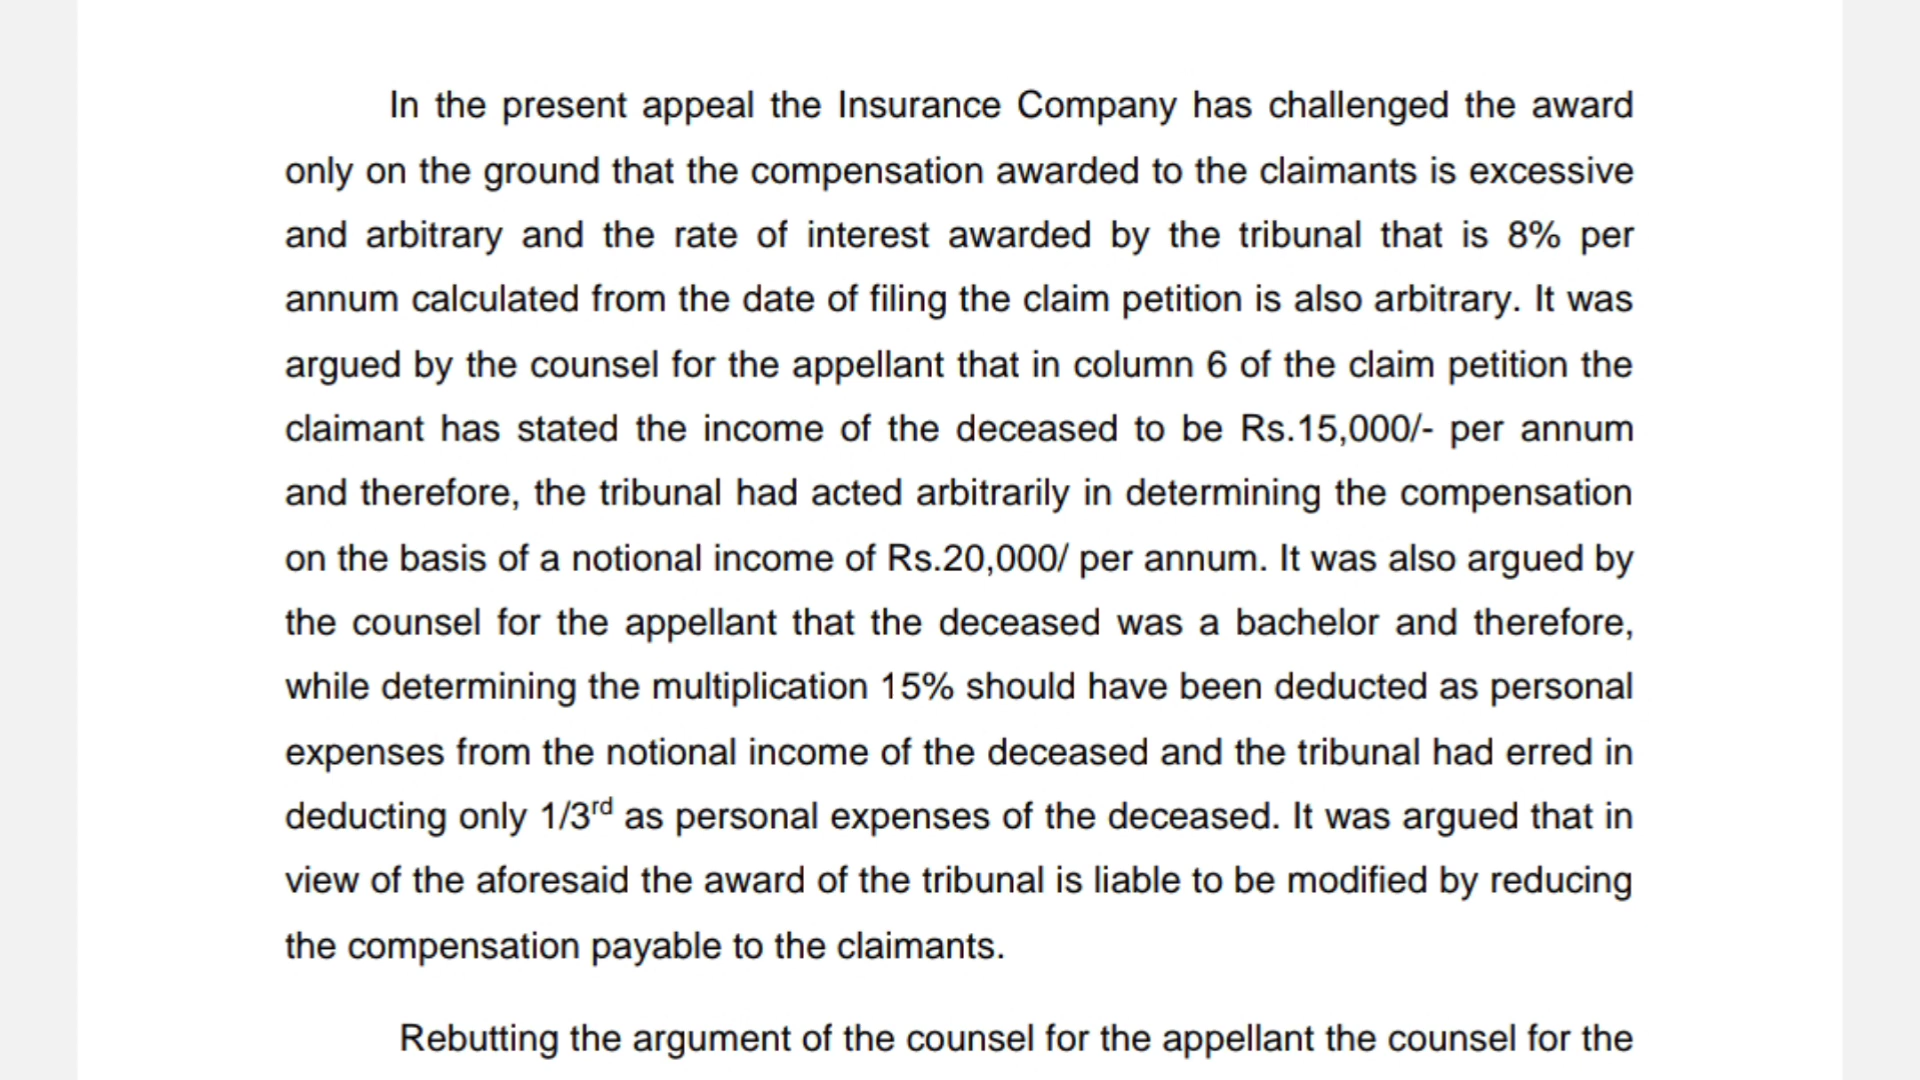 In the present appeal the Insurance Company has challenged the award
only on the ground that the compensation awarded to the claimants is excessive
and arbitrary and the rate of interest awarded by the tribunal that is 8% per
annum calculated from the date of filing the claim petition is also arbitrary. It was
argued by the counsel for the appellant that in column 6 of the claim petition the
claimant has stated the income of the deceased to be Rs.15,000/- per annum
and therefore, the tribunal had acted arbitrarily in determining the compensation
on the basis of a notional income of Rs.20,000/ per annum. It was also argued by
the counsel for the appellant that the deceased was a bachelor and therefore,
while determining the multiplication 15% should have been deducted as personal
expenses from the notional income of the deceased and the tribunal had erred in
deducting only 1/3rd as personal expenses of the deceased. It was argued that in
view of the aforesaid the award of the tribunal is liable to be modified by reducing
the compensation payable to the claimants.
Rebutting the argument of the counsel for the appellant the counsel for the